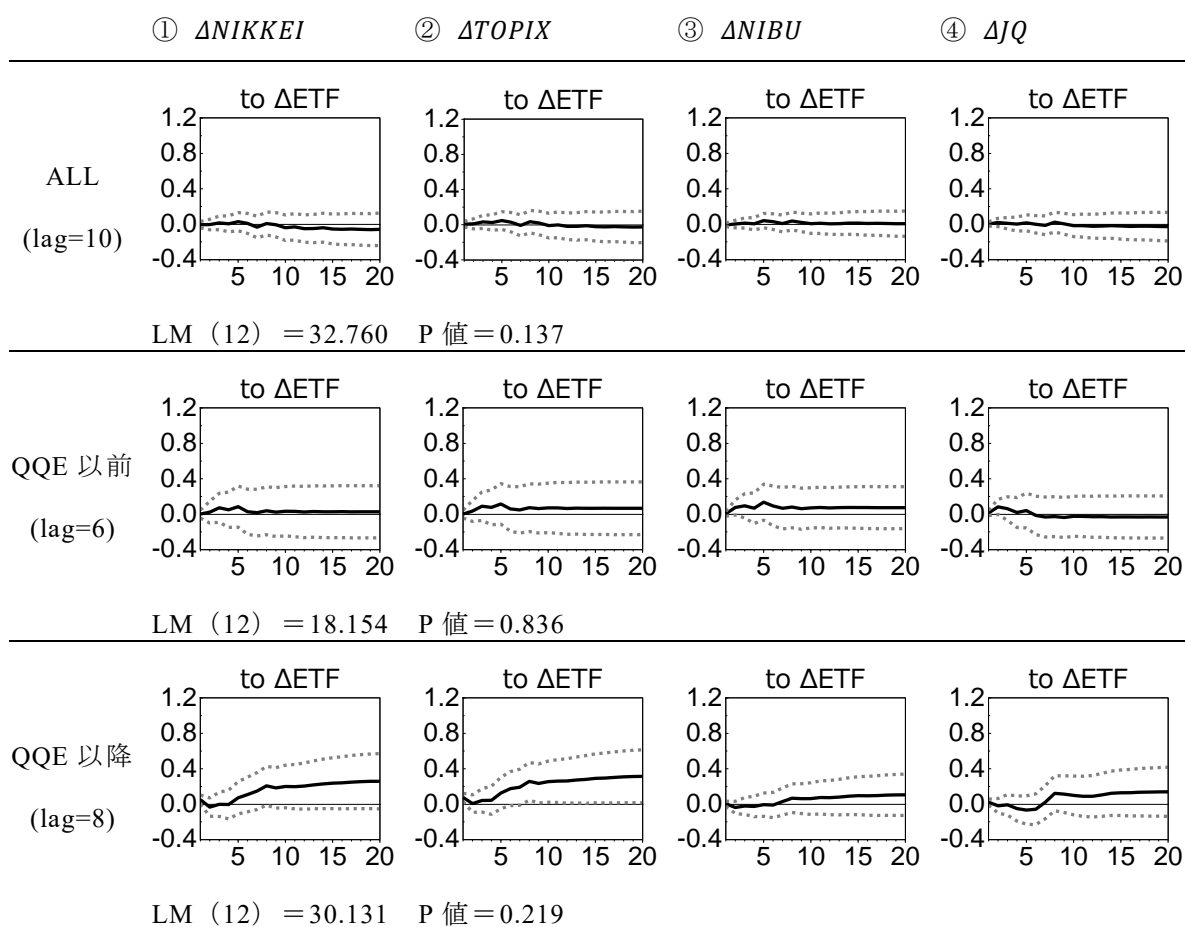 ① ΔNIKKEI ② ΔTOPIX ③ ΔNIBU ④ ΔJQ
to ΔETF to ΔETF to ΔETF to ΔETF
1.2 1.2 1.2 1.2
0.8 0.8 0.8 0.8
ALL
0.4 0.4 0.4 0.4
0.0 0.0 0.0 0.0
(lag=10)
-0.4 -0.4 -0.4 -0.4
5 10 15 20 5 10 15 20 5 10 15 20 5 10 15 20
LM（12）＝32.760 P 値＝0.137
to ΔETF to ΔETF to ΔETF to ΔETF
1.2 1.2 1.2 1.2
0.8 0.8 0.8 0.8
QQE 以前
0.4 0.4 0.4 0.4
0.0 0.0 0.0 0.0
(lag=6)
-0.4 -0.4 -0.4 -0.4
5 10 15 20 5 10 15 20 5 10 15 20 5 10 15 20
LM（12）＝18.154 P 値＝0.836
to ΔETF to ΔETF to ΔETF to ΔETF
1.2 1.2 1.2 1.2
0.8 0.8 0.8 0.8
QQE 以降
0.4 0.4 0.4 0.4
0.0 0.0 0.0 0.0
(lag=8)
-0.4 -0.4 -0.4 -0.4
5 10 15 20 5 10 15 20 5 10 15 20 5 10 15 20
LM（12）＝30.131 P 値＝0.219